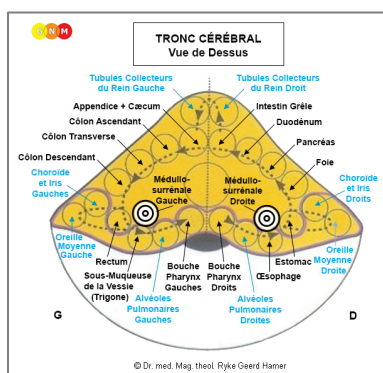 GNM
TRONC CÉRÉBRAL
Vue de Dessus
Tubules Collecteurs
du Rein Gauche
Tubules Collecteurs
du Rein Droit
Appendice + Cæcum
Intestin Grêle
Côlon Ascendant
Duodénum
Côlon Transverse
Pancréas
Côlon Descendant
Foie
Choroïde
et Iris
Gauches
Médullo-
surrénale
Gauche
Médullo-
surrénale
Droite
Choroïde
et Iris
Droits
Oreille
Moyenne
Gauche
Rectum
Sous-Muqueuse
de la Vessie
(Trigone)
Bouche
Pharynx
Gauches
Bouche
Pharynx
Droits
Estomac
Œsophage
Oreille
Moyenne
Droite
Alvéoles
Pulmonaires
Gauches
Alvéoles
Pulmonaires
Droites
G
D
© Dr. med. Mag. theol. Ryke Geerd Hamer